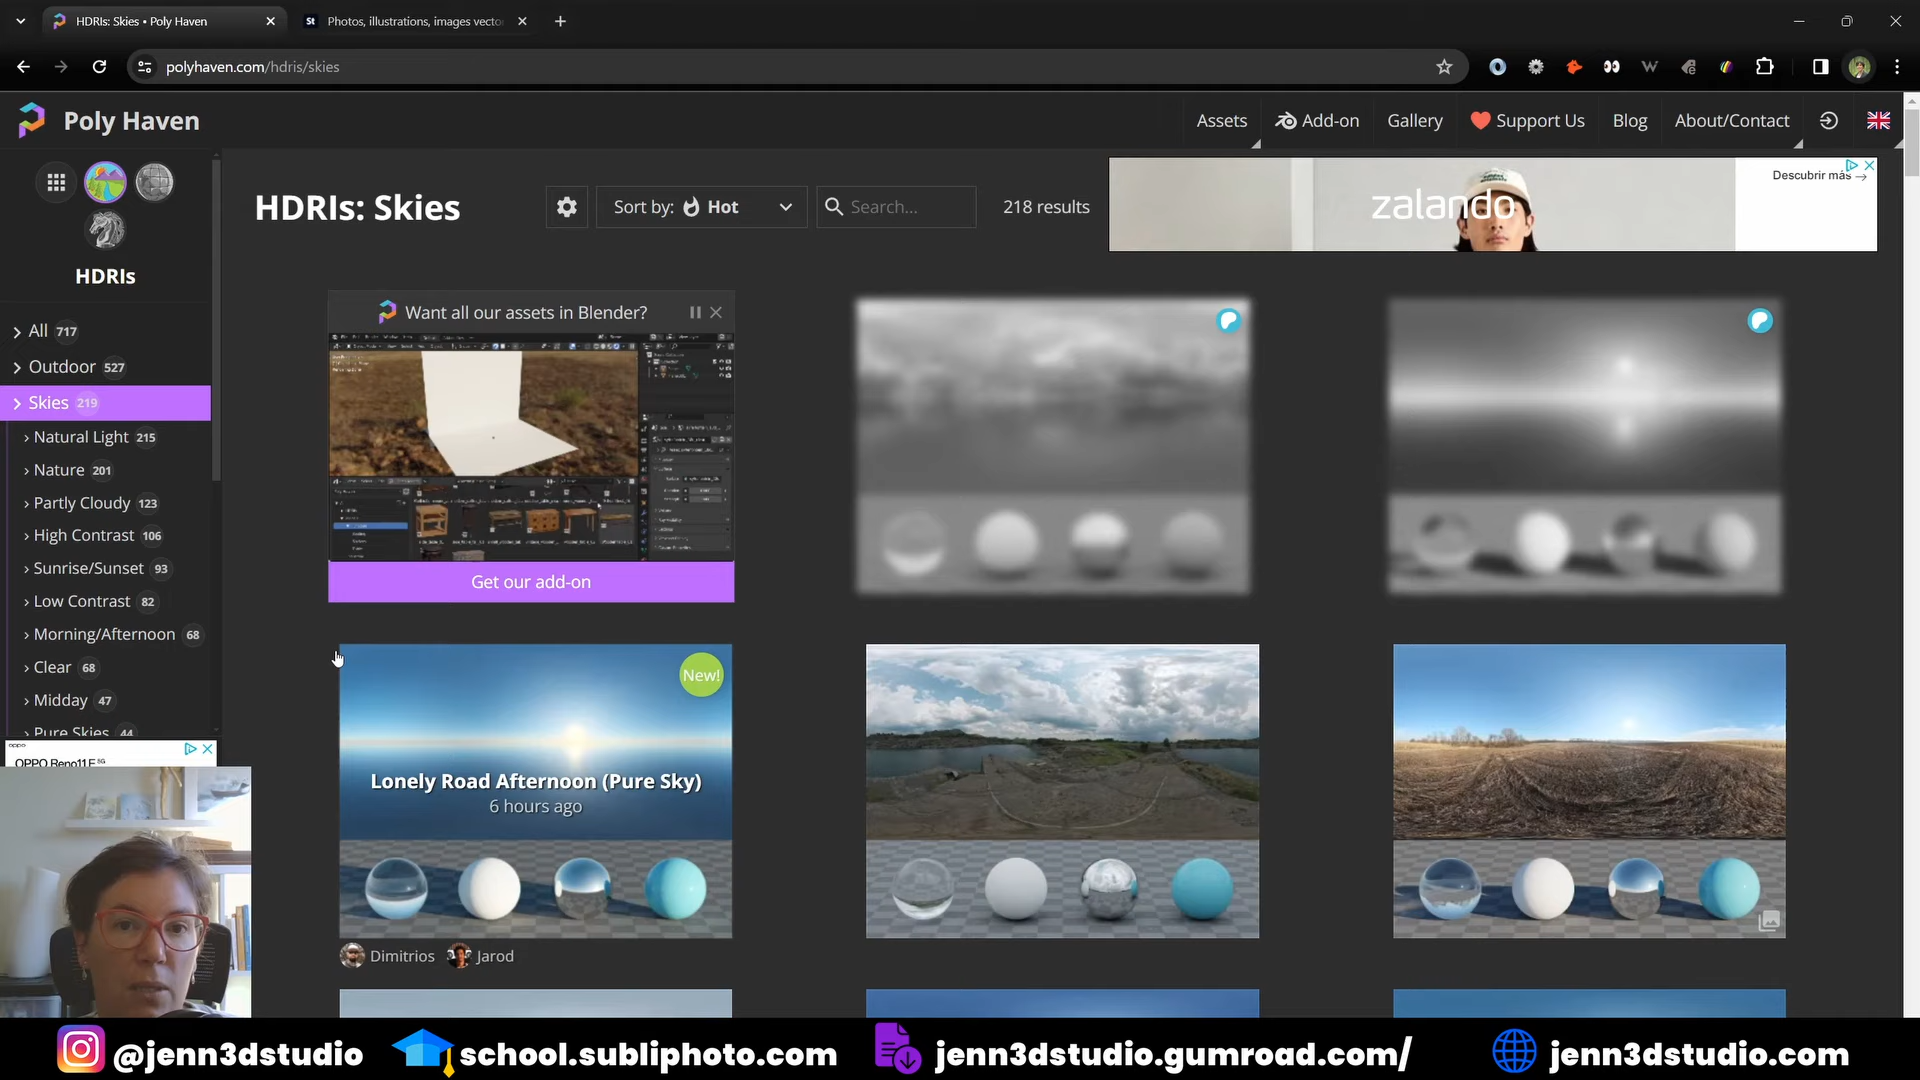 HDRIs: Skies • Poly Haven
St Photos, illustrations, images vecto
polyhaven.com/hdris/skies
Poly Haven
Assets
Add-on
Gallery
Support Us
Blog
About/Contact
HDRIs
All 717
Outdoor 527
Skies 219
Natural Light 215
Nature 201
Partly Cloudy 123
High Contrast 106
Sunrise/Sunset 93
Low Contrast 82
Morning/Afternoon 68
Clear 68
Midday 47
Pure Skies 44
oppo
OPPO Reno11 F 5G
HDRIs: Skies
Sort by: Hot
Search...
218 results
zalando
Descubrir más →
Want all our assets in Blender?
Get our add-on
New!
Lonely Road Afternoon (Pure Sky)
6 hours ago
Dimitrios
Jarod
@jenn3dstudio
school.subliphoto.com
jenn3dstudio.gumroad.com/
jenn3dstudio.com